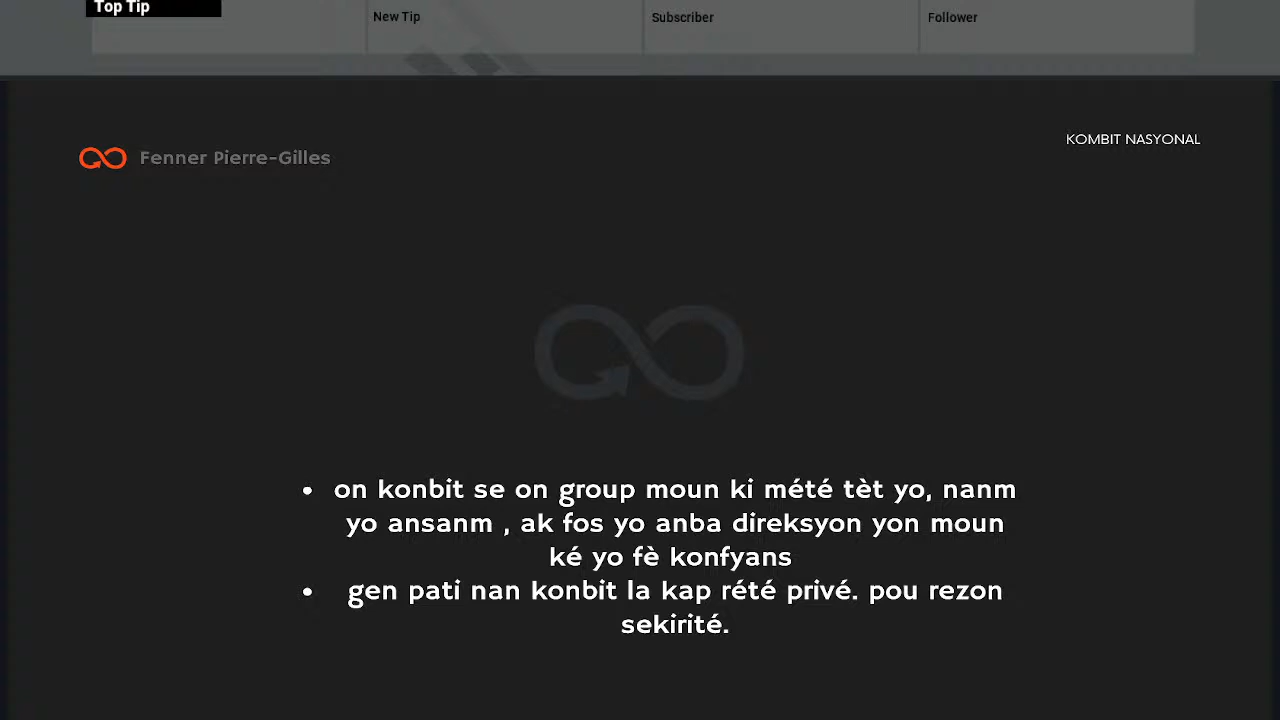 Top Tip
New Tip
Subscriber
Follower
KOMBIT NASYONAL
Fenner Pierre-Gilles
• on konbit se on group moun ki mété tèt yo, nanm
yo ansanm , ak fos yo anba direksyon yon moun
ké yo fè konfyans
• gen pati nan konbit la kap rété privé. pou rezon
sekirité.